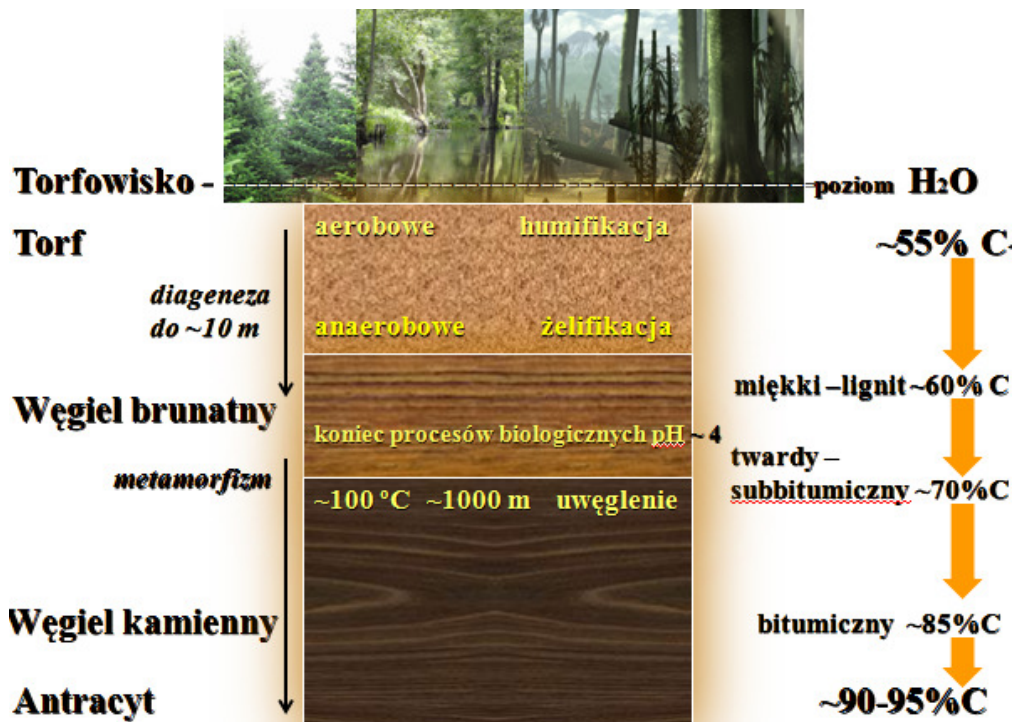 Torfowisko -
poziom H₂O
Torf
aerobowe humifikacja
~55% C
diageneza
do ~10 m
anaerobowe żelifikacja
miękki –lignit ~60% C
Węgiel brunatny
koniec procesów biologicznych pH ~ 4
twardy –
subbitumiczny ~70%C
metamorfizm
~100 °C ~1000 m uwęglenie
Węgiel kamienny
bitumiczny ~85%C
Antracyt
~90-95%C